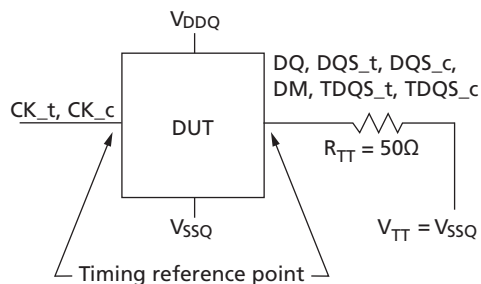 VDDQ
DQ, DQS_t, DQS_c,
DM, TDQS_t, TDQS_c
CK_t, CK_c
DUT
RTT = 50Ω
VSSQ
VTT = VSSQ
Timing reference point